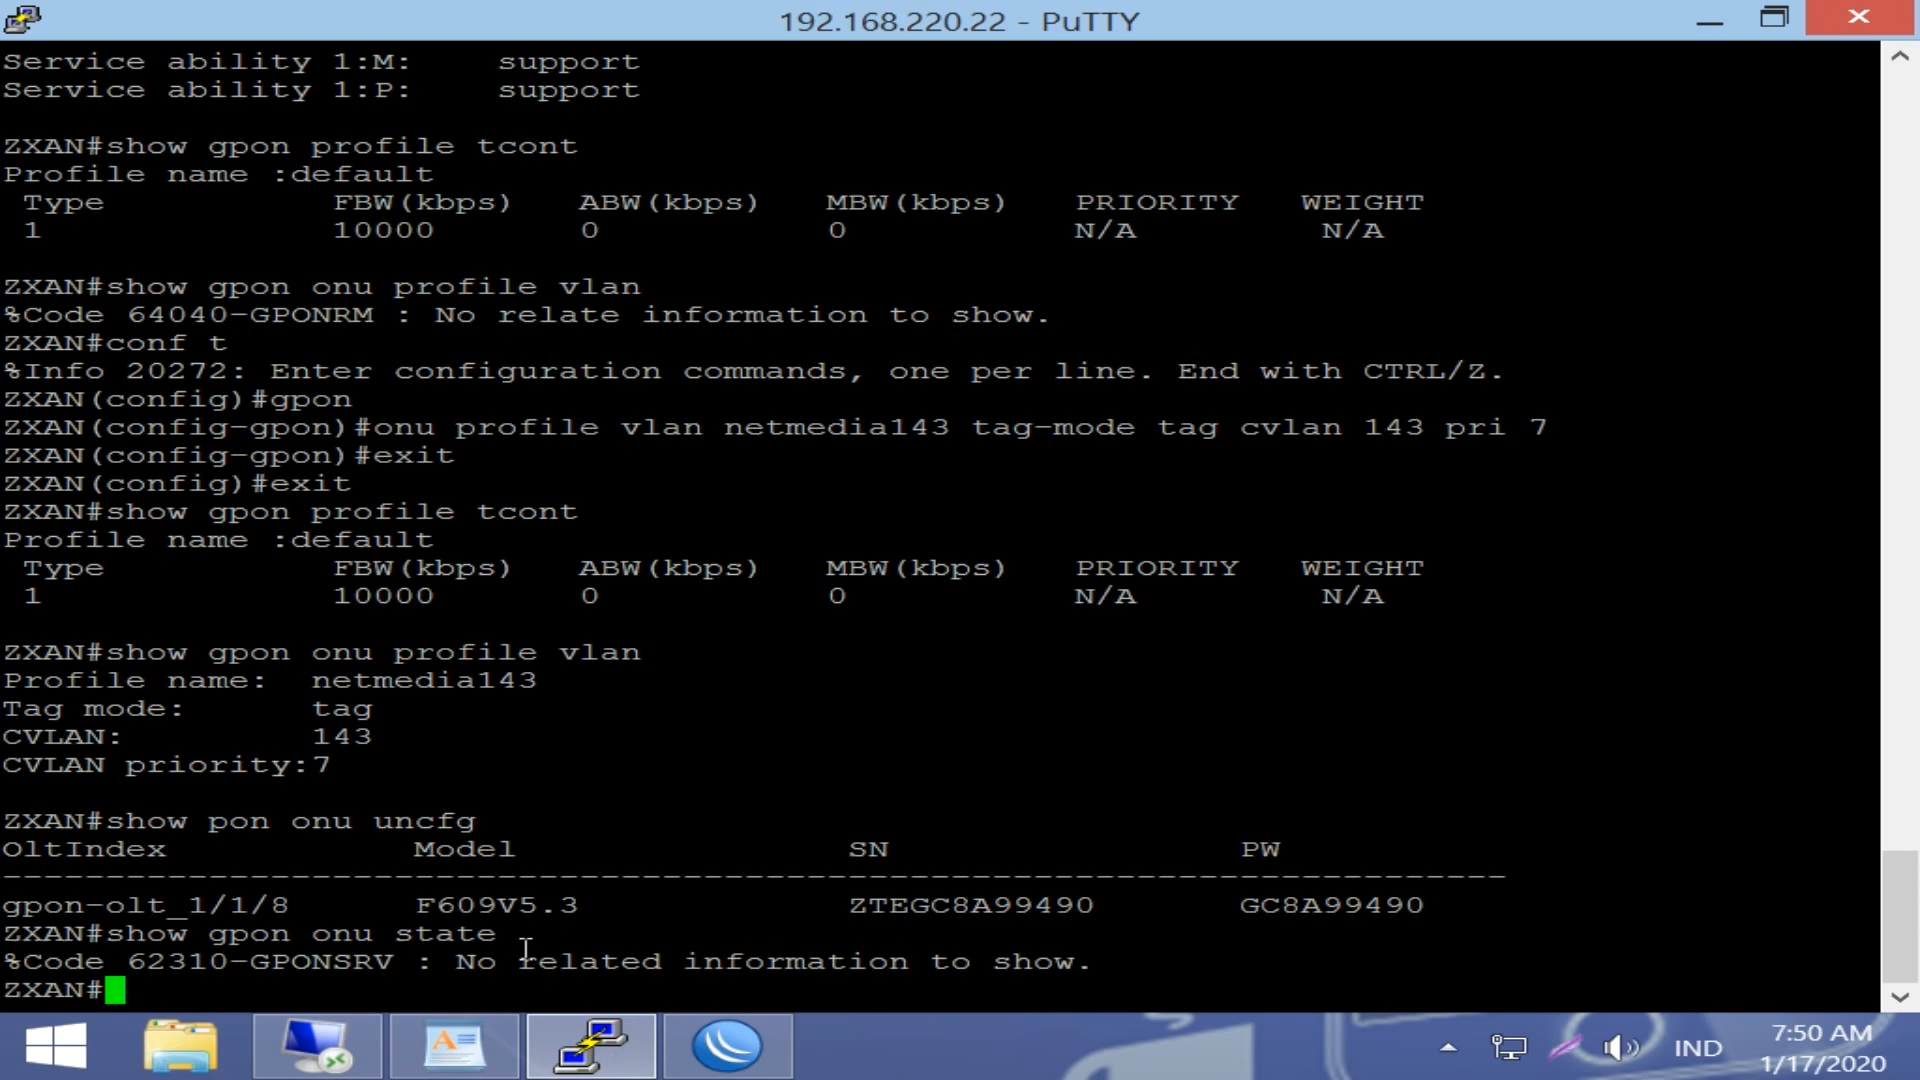 192.168.220.22 - PuTTY
Service ability 1:M:    support
Service ability 1:P:    support
ZXAN#show gpon profile tcont
Profile name :default
 Type           FBW(kbps)   ABW(kbps)   MBW(kbps)   PRIORITY   WEIGHT
 1              10000       0           0           N/A         N/A
ZXAN#show gpon onu profile vlan
%Code 64040-GPONRM : No relate information to show.
ZXAN#conf t
%Info 20272: Enter configuration commands, one per line. End with CTRL/Z.
ZXAN(config)#gpon
ZXAN(config-gpon)#onu profile vlan netmedia143 tag-mode tag cvlan 143 pri 7
ZXAN(config-gpon)#exit
ZXAN(config)#exit
ZXAN#show gpon profile tcont
Profile name :default
 Type           FBW(kbps)   ABW(kbps)   MBW(kbps)   PRIORITY   WEIGHT
 1              10000       0           0           N/A         N/A
ZXAN#show gpon onu profile vlan
Profile name:  netmedia143
Tag mode:      tag
CVLAN:         143
CVLAN priority:7
ZXAN#show pon onu uncfg
OltIndex            Model                SN                 PW
-------------------------------------------------------------------------
gpon-olt_1/1/8      F609V5.3             ZTEGC8A99490       GC8A99490
ZXAN#show gpon onu state
%Code 62310-GPONSRV : No related information to show.
ZXAN#
IND
7:50 AM
1/17/2020